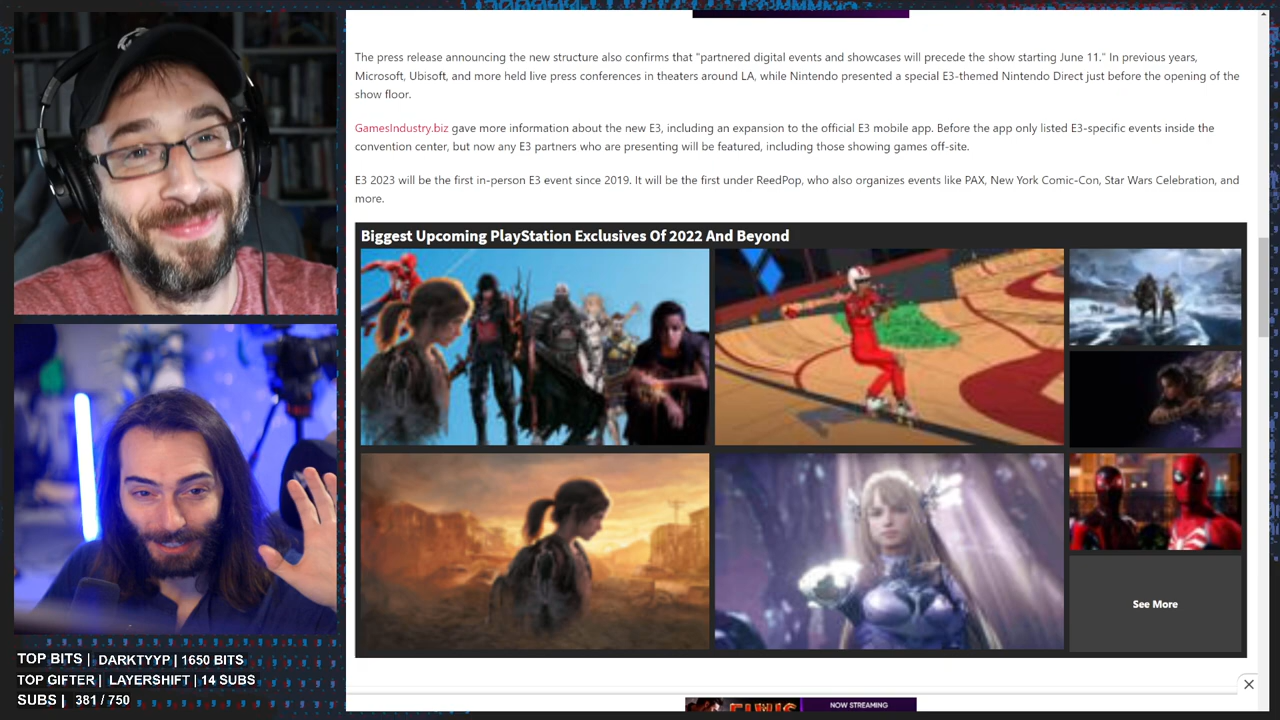 The press release announcing the new structure also confirms that "partnered digital events and showcases will precede the show starting June 11." In previous years,
Microsoft, Ubisoft, and more held live press conferences in theaters around LA, while Nintendo presented a special E3-themed Nintendo Direct just before the opening of the
show floor.
GamesIndustry.biz gave more information about the new E3, including an expansion to the official E3 mobile app. Before the app only listed E3-specific events inside the
convention center, but now any E3 partners who are presenting will be featured, including those showing games off-site.
E3 2023 will be the first in-person E3 event since 2019. It will be the first under ReedPop, who also organizes events like PAX, New York Comic-Con, Star Wars Celebration, and
more.
Biggest Upcoming PlayStation Exclusives Of 2022 And Beyond
See More
NOW STREAMING
TOP BITS | DARKTYYP | 1650 BITS
TOP GIFTER | LAYERSHIFT | 14 SUBS
SUBS | 381 / 750